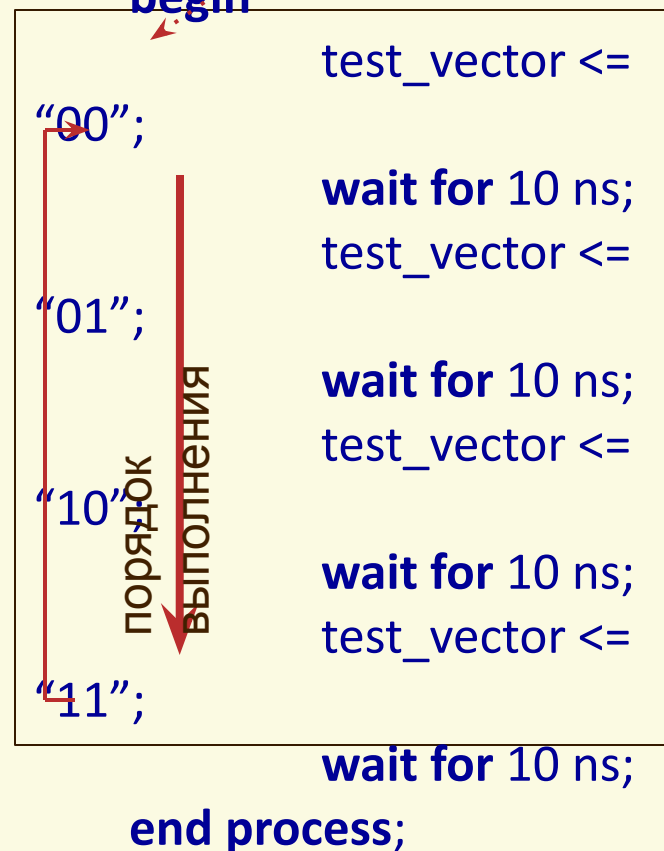 begin
test_vector <=
“00”;
wait for 10 ns;
test_vector <=
“01”;
wait for 10 ns;
test_vector <=
“10”;
wait for 10 ns;
test_vector <=
“11”;
wait for 10 ns;
end process;
порядок
выполнения